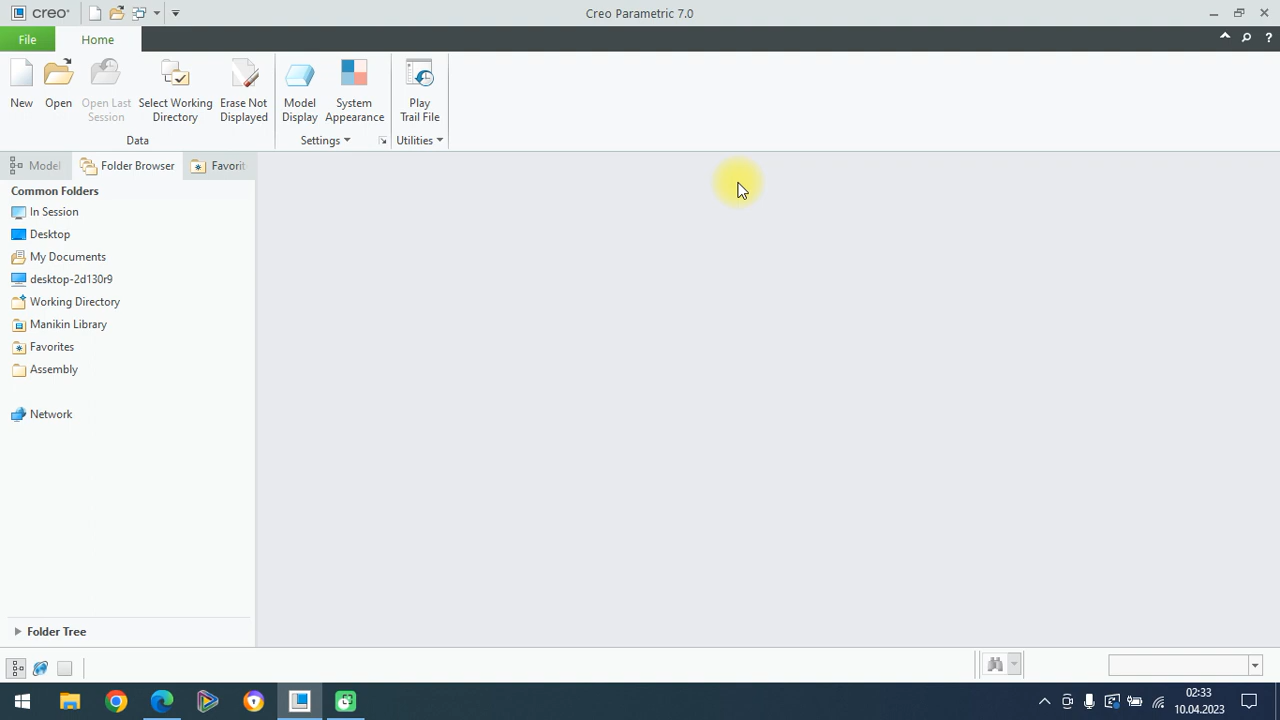 creo
Creo Parametric 7.0
File
Home
New
Open
Open Last
Session
Select Working
Directory
Erase Not
Displayed
Model
Display
System
Appearance
Play
Trail File
Data
Settings
Utilities
Model
Folder Browser
Favorit
Common Folders
In Session
Desktop
My Documents
desktop-2d130r9
Working Directory
Manikin Library
Favorites
Assembly
Network
Folder Tree
02:33
10.04.2023